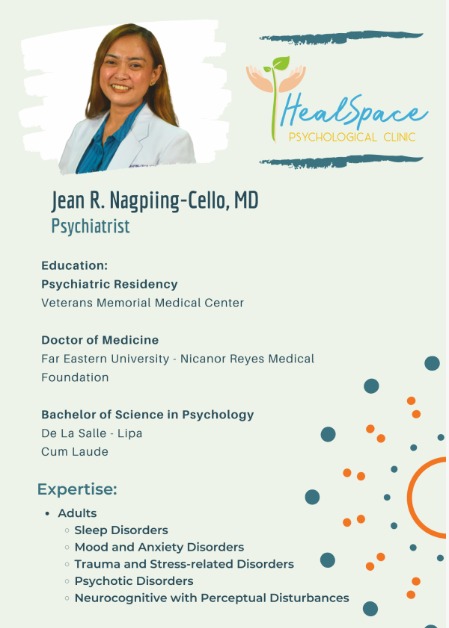 HealSpace
PSYCHOLOGICAL CLINIC
Jean R. Nagpiing-Cello, MD
Psychiatrist
Education:
Psychiatric Residency
Veterans Memorial Medical Center
Doctor of Medicine
Far Eastern University - Nicanor Reyes Medical
Foundation
Bachelor of Science in Psychology
De La Salle - Lipa
Cum Laude
Expertise:
• Adults
◦ Sleep Disorders
◦ Mood and Anxiety Disorders
◦ Trauma and Stress-related Disorders
◦ Psychotic Disorders
◦ Neurocognitive with Perceptual Disturbances